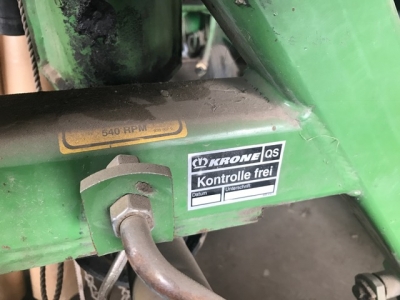 540 RPM
KRONE QS
Kontrolle frei
Datum Unterschrift